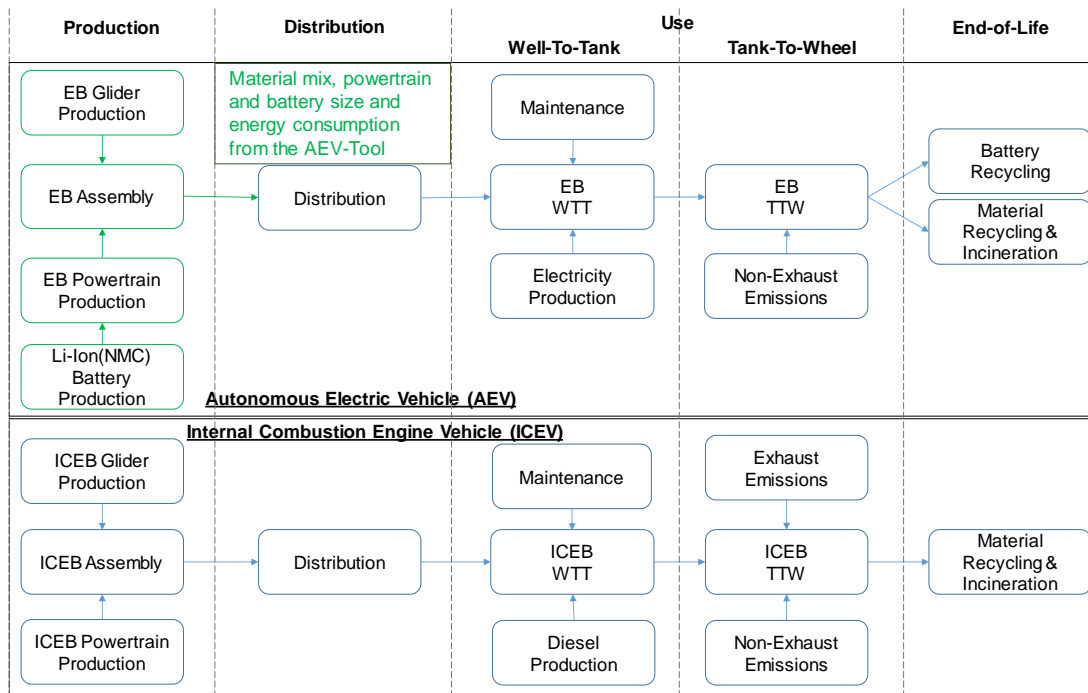 Production
Distribution
Use
Well-To-Tank
Tank-To-Wheel
End-of-Life
EB Glider
Production
Material mix, powertrain
and battery size and
energy consumption
from the AEV-Tool
Maintenance
EB Assembly
Distribution
EB
WTT
EB
TTW
Battery
Recycling
Material
Recycling &
Incineration
EB Powertrain
Production
Electricity
Production
Non-Exhaust
Emissions
Li-Ion(NMC)
Battery
Production
Autonomous Electric Vehicle (AEV)
Internal Combustion Engine Vehicle (ICEV)
ICEB Glider
Production
Maintenance
Exhaust
Emissions
ICEB Assembly
Distribution
ICEB
WTT
ICEB
TTW
Material
Recycling &
Incineration
ICEB Powertrain
Production
Diesel
Production
Non-Exhaust
Emissions